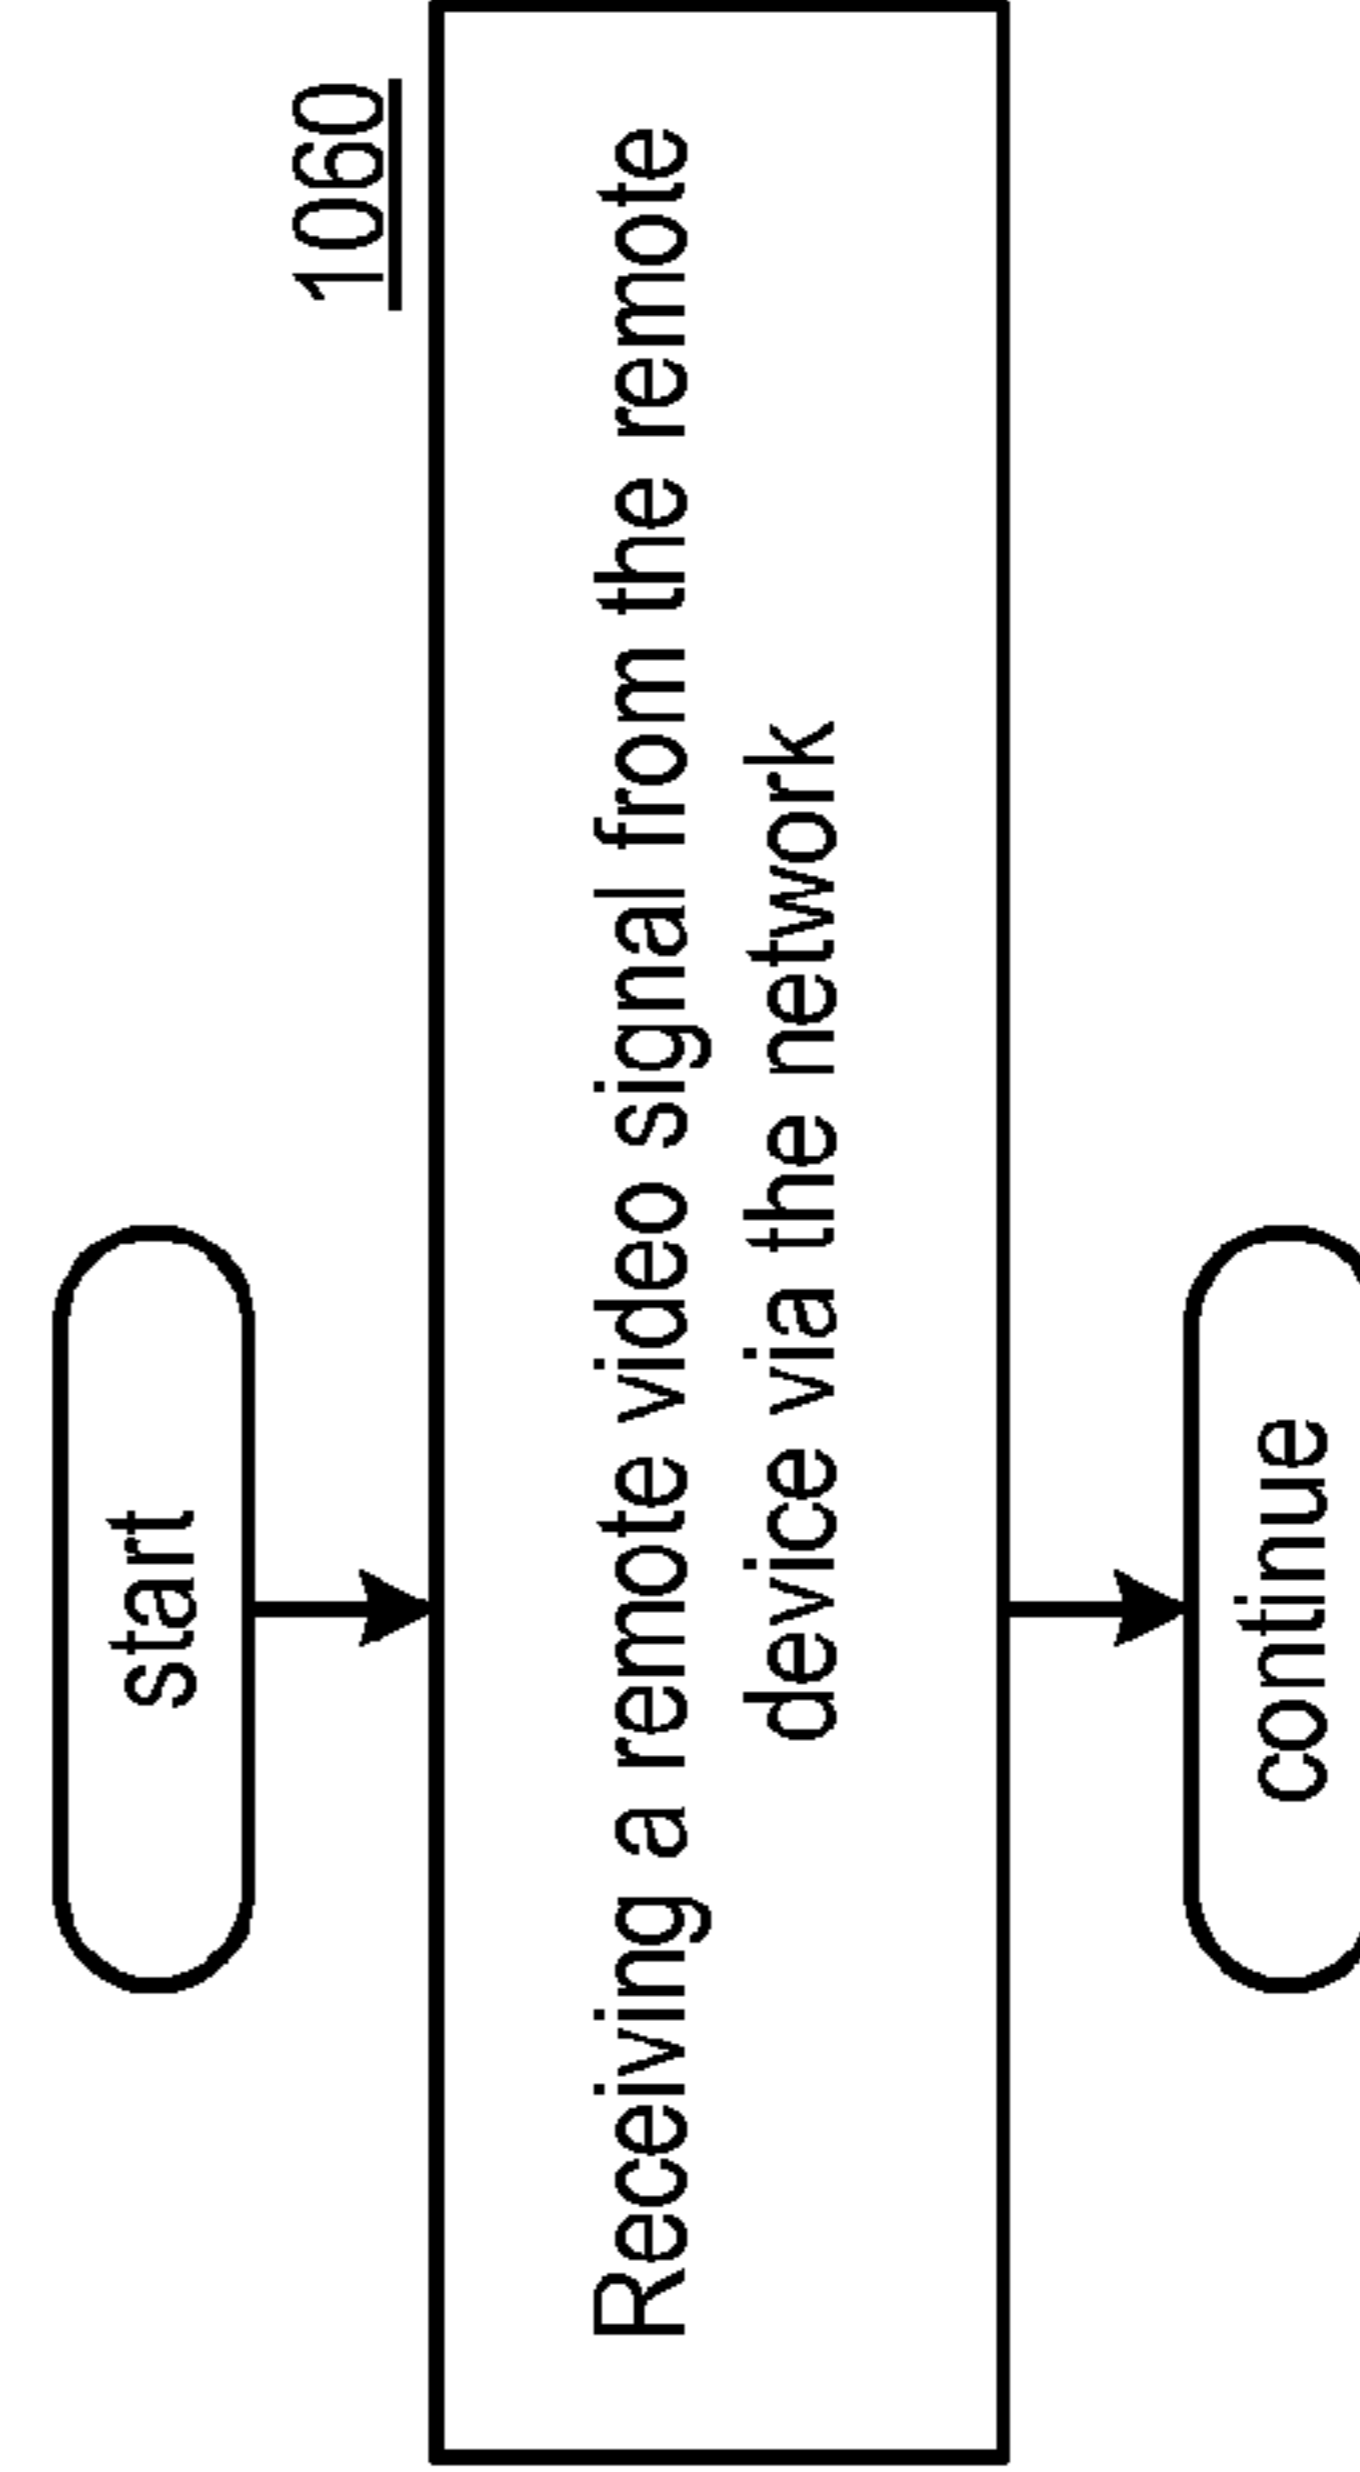 start
1060
Receiving a remote video signal from the remote
device via the network
continue